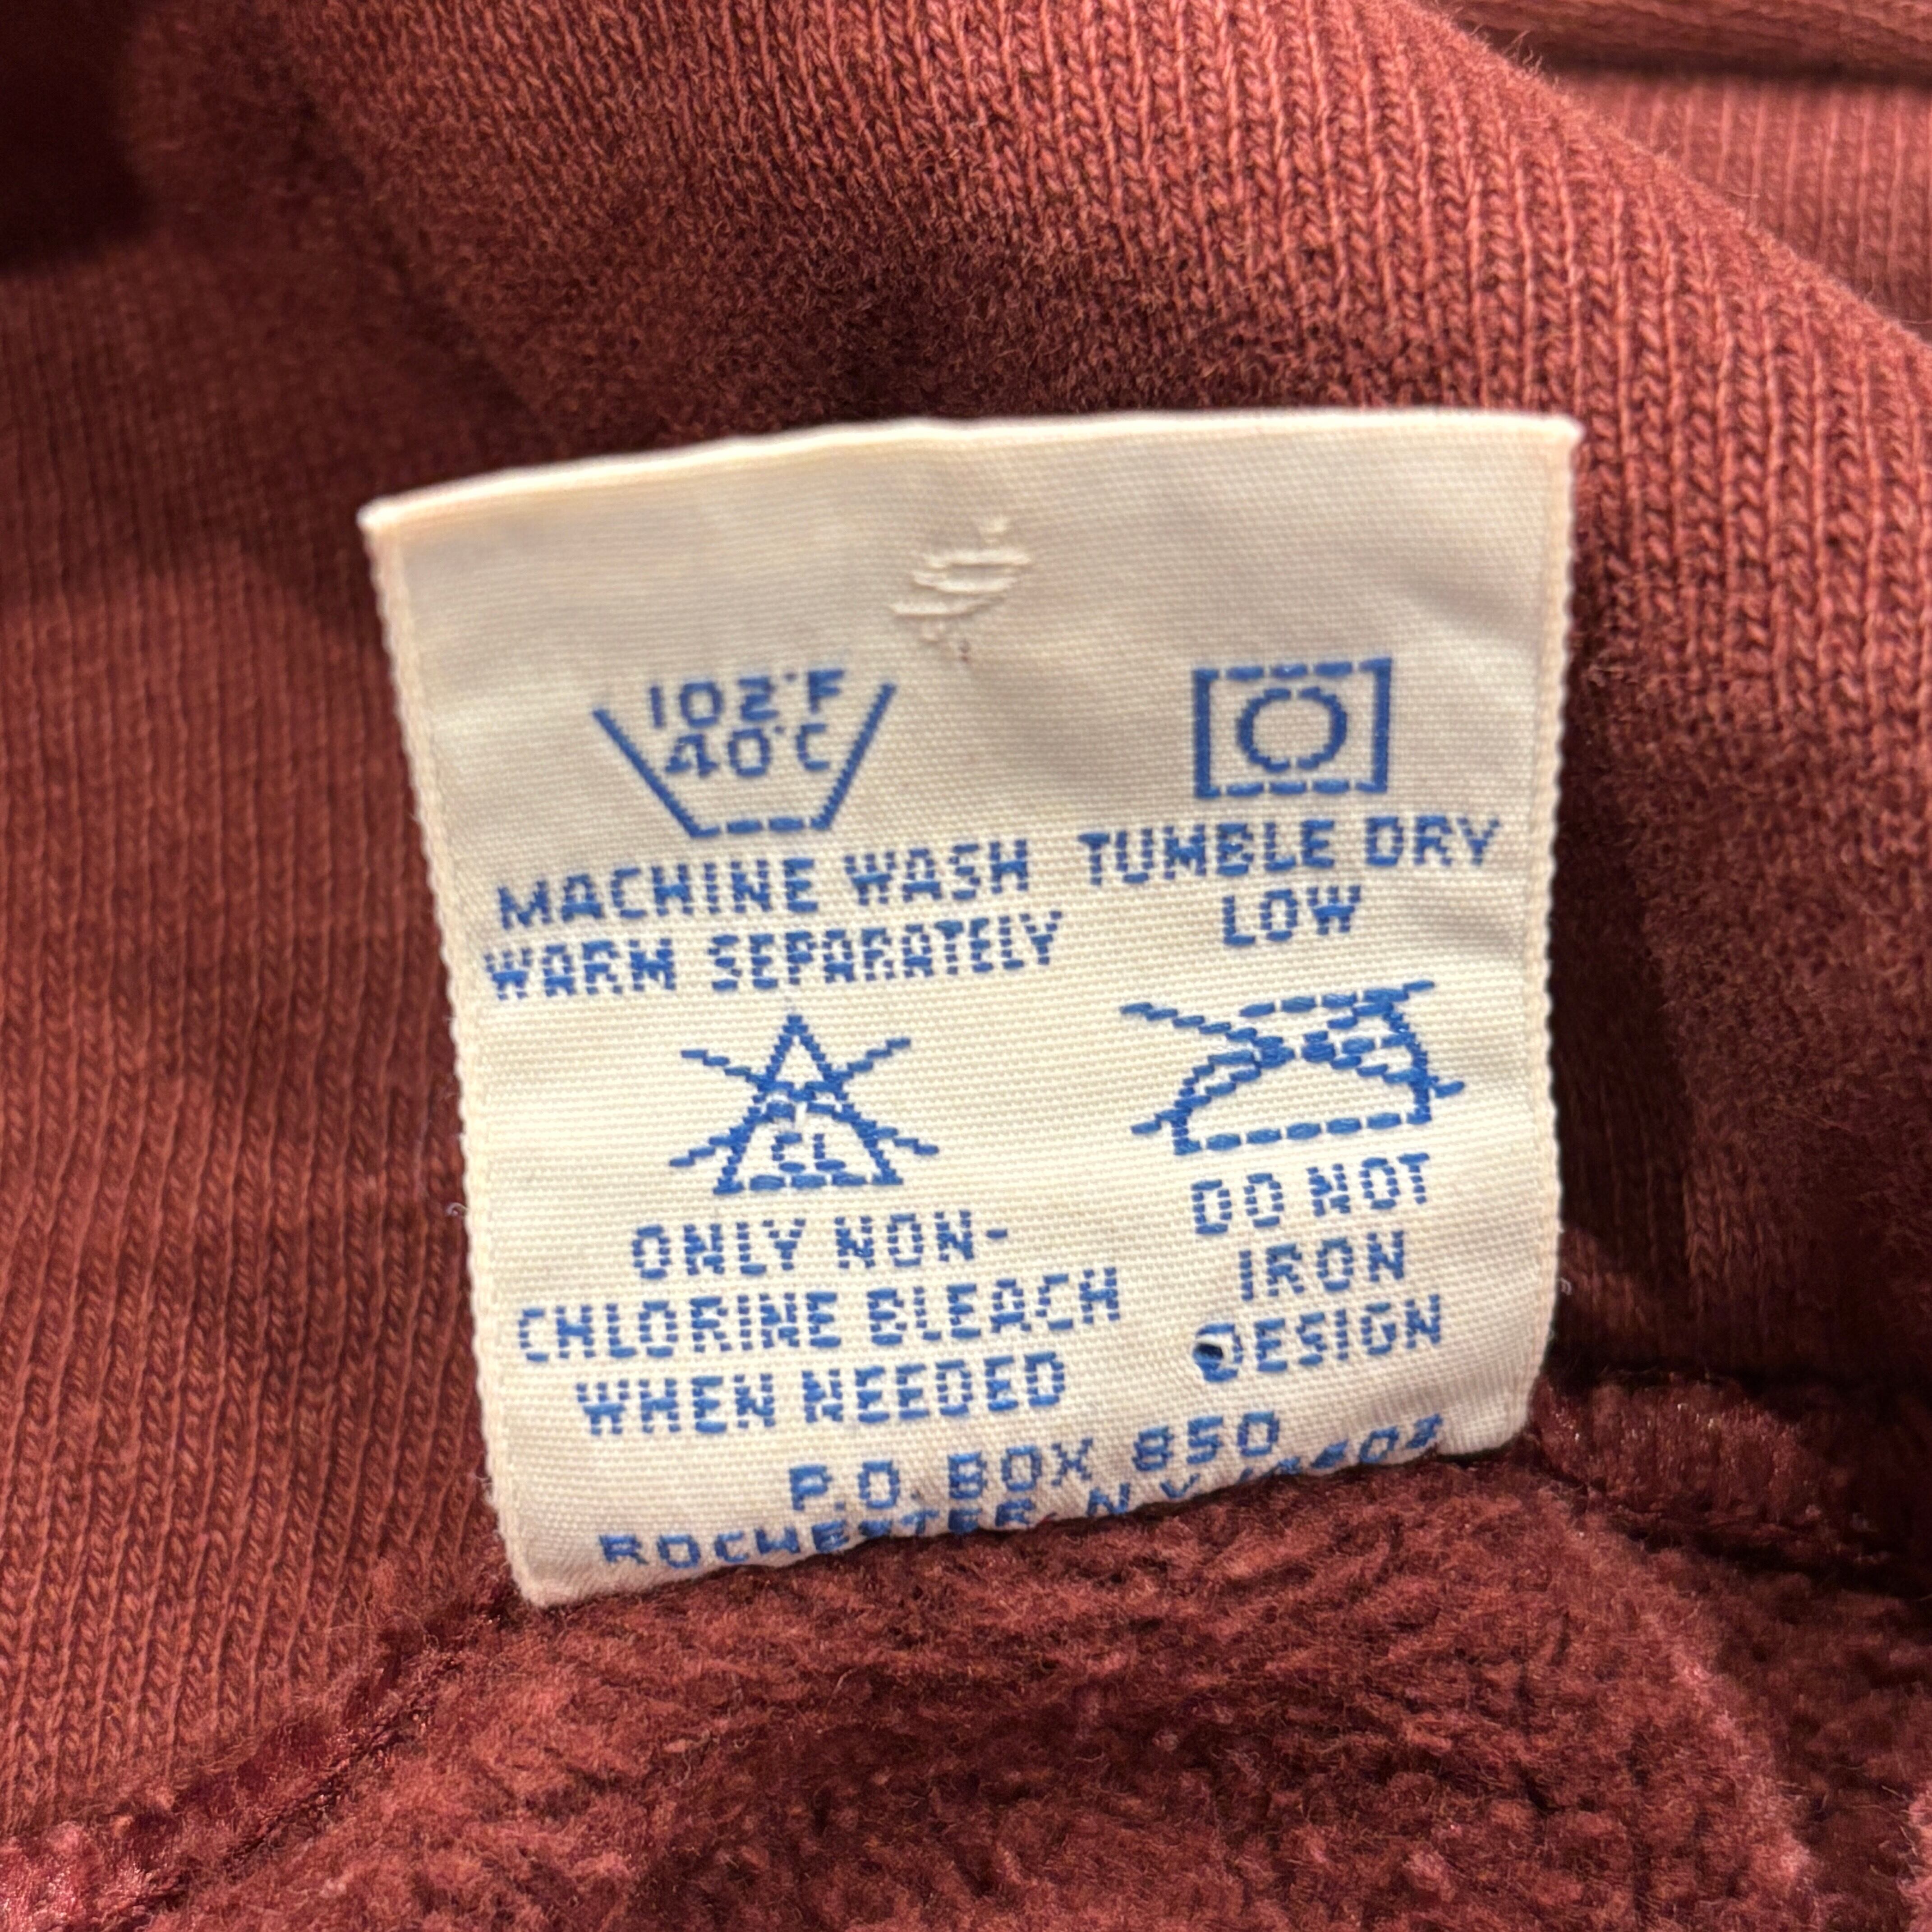 102°F
40°C
MACHINE WASH
WARM SEPARATELY
TUMBLE DRY
LOW
CL
ONLY NON-
CHLORINE BLEACH
WHEN NEEDED
DO NOT
IRON
DESIGN
P.O. BOX 850
ROCHESTER, N.Y.